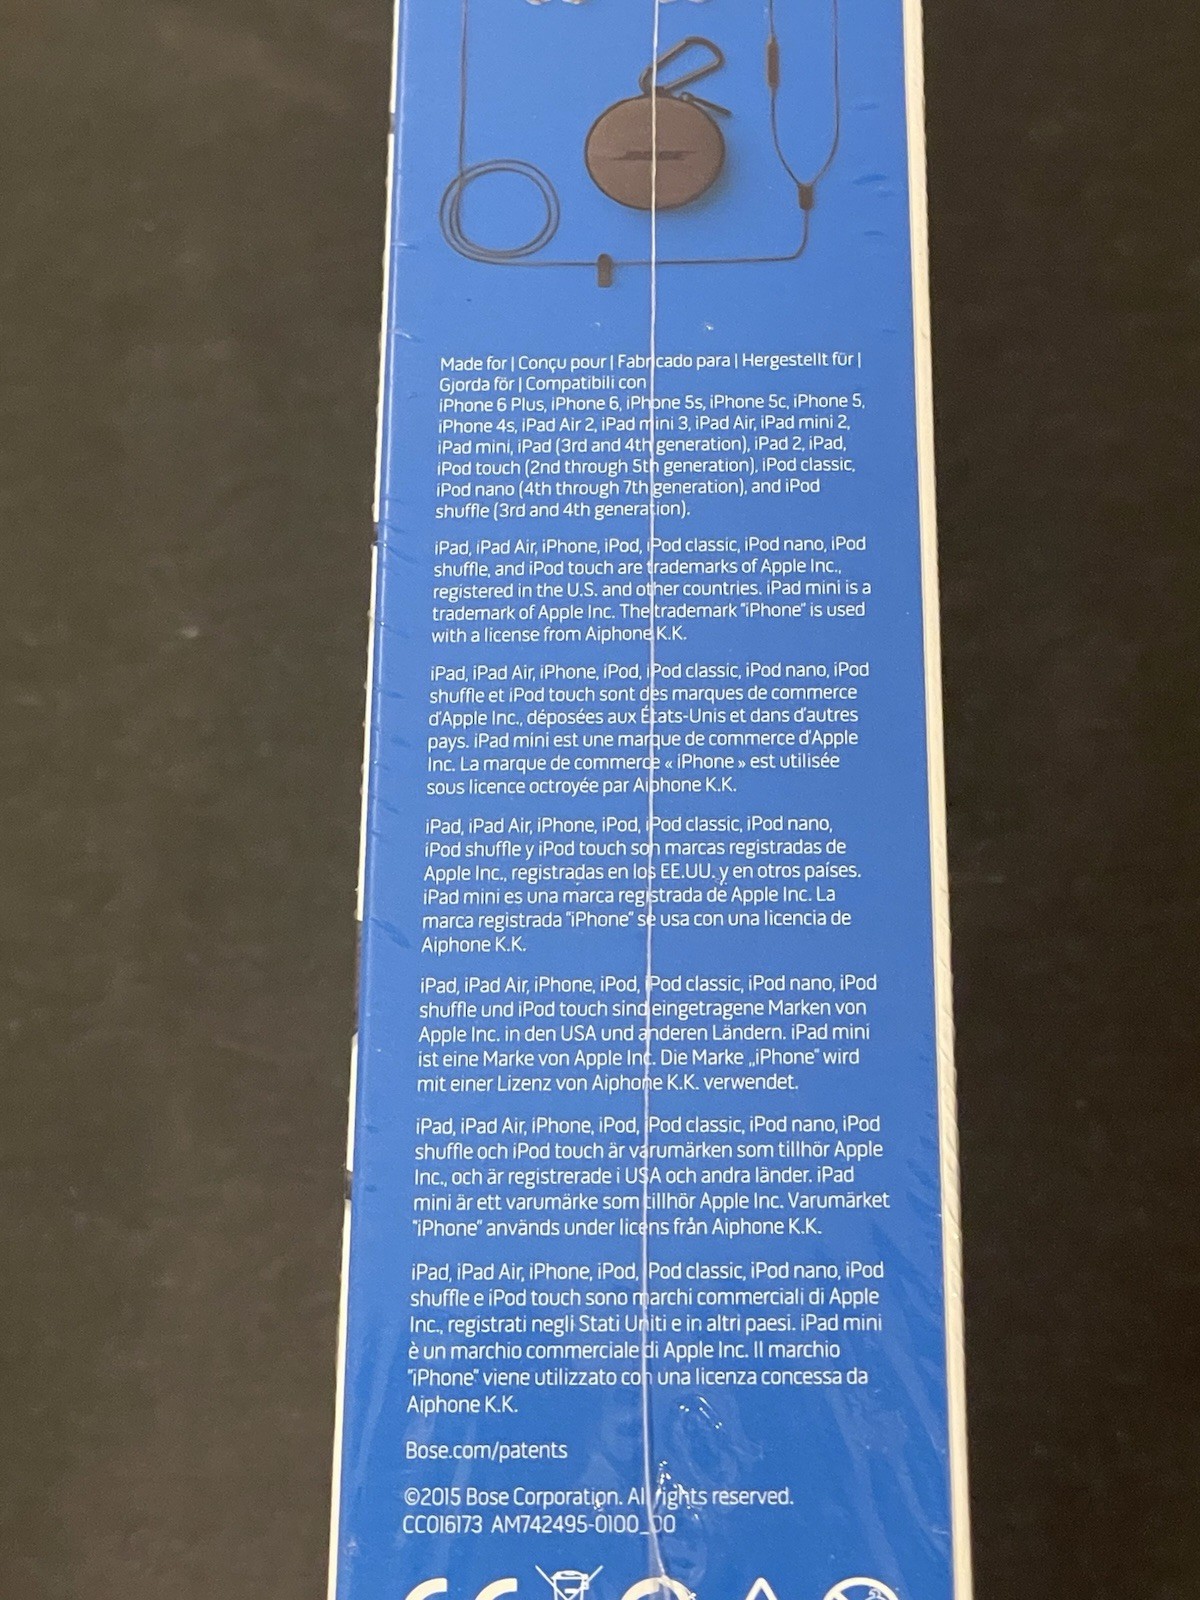 BOSE
Made for | Conçu pour | Fabricado para | Hergestellt für |
Gjorda för | Compatibili con
iPhone 6 Plus, iPhone 6, iPhone 5s, iPhone 5c, iPhone 5,
iPhone 4s, iPad Air 2, iPad mini 3, iPad Air, iPad mini 2,
iPad mini, iPad (3rd and 4th generation), iPad 2, iPad,
iPod touch (2nd through 5th generation), iPod classic,
iPod nano (4th through 7th generation), and iPod
shuffle (3rd and 4th generation).
iPad, iPad Air, iPhone, iPod, iPod classic, iPod nano, iPod
shuffle, and iPod touch are trademarks of Apple Inc.,
registered in the U.S. and other countries. iPad mini is a
trademark of Apple Inc. The trademark "iPhone" is used
with a license from Aiphone K.K.
iPad, iPad Air, iPhone, iPod, iPod classic, iPod nano, iPod
shuffle et iPod touch sont des marques de commerce
d'Apple Inc., déposées aux États-Unis et dans d'autres
pays. iPad mini est une marque de commerce d'Apple
Inc. La marque de commerce « iPhone » est utilisée
sous licence octroyée par Aiphone K.K.
iPad, iPad Air, iPhone, iPod, iPod classic, iPod nano,
iPod shuffle y iPod touch son marcas registradas de
Apple Inc., registradas en los EE.UU. y en otros países.
iPad mini es una marca registrada de Apple Inc. La
marca registrada "iPhone" se usa con una licencia de
Aiphone K.K.
iPad, iPad Air, iPhone, iPod, iPod classic, iPod nano, iPod
shuffle und iPod touch sind eingetragene Marken von
Apple Inc. in den USA und anderen Ländern. iPad mini
ist eine Marke von Apple Inc. Die Marke „iPhone" wird
mit einer Lizenz von Aiphone K.K. verwendet.
iPad, iPad Air, iPhone, iPod, iPod classic, iPod nano, iPod
shuffle och iPod touch är varumärken som tillhör Apple
Inc., och är registrerade i USA och andra länder. iPad
mini är ett varumärke som tillhör Apple Inc. Varumärket
"iPhone" används under licens från Aiphone K.K.
iPad, iPad Air, iPhone, iPod, iPod classic, iPod nano, iPod
shuffle e iPod touch sono marchi commerciali di Apple
Inc., registrati negli Stati Uniti e in altri paesi. iPad mini
è un marchio commerciale di Apple Inc. Il marchio
"iPhone" viene utilizzato con una licenza concessa da
Aiphone K.K.
Bose.com/patents
©2015 Bose Corporation. All rights reserved.
CC016173 AM742495-0100_00
CE